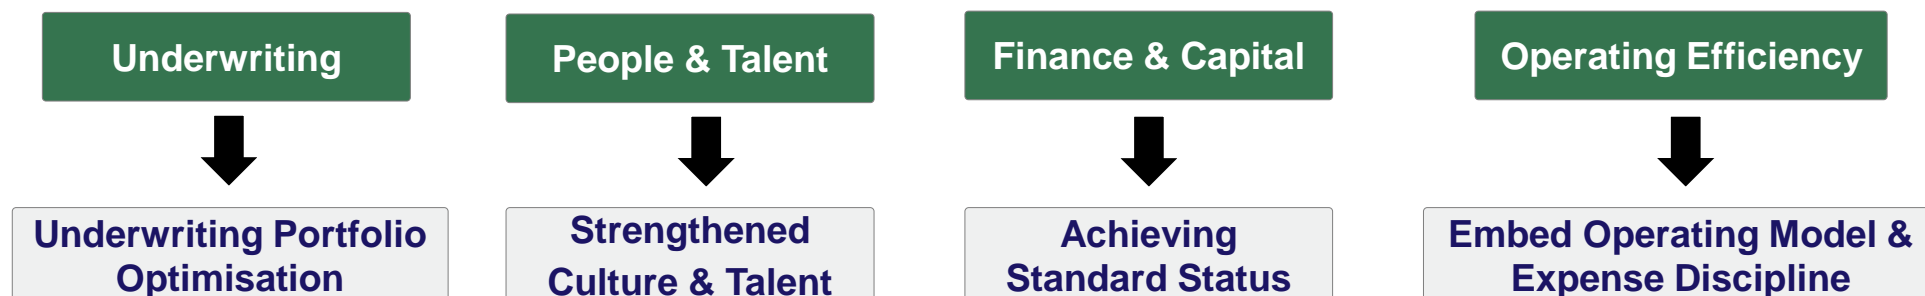 Underwriting
People & Talent
Finance & Capital
Operating Efficiency
Underwriting Portfolio
Optimisation
Strengthened
Culture & Talent
Achieving
Standard Status
Embed Operating Model &
Expense Discipline